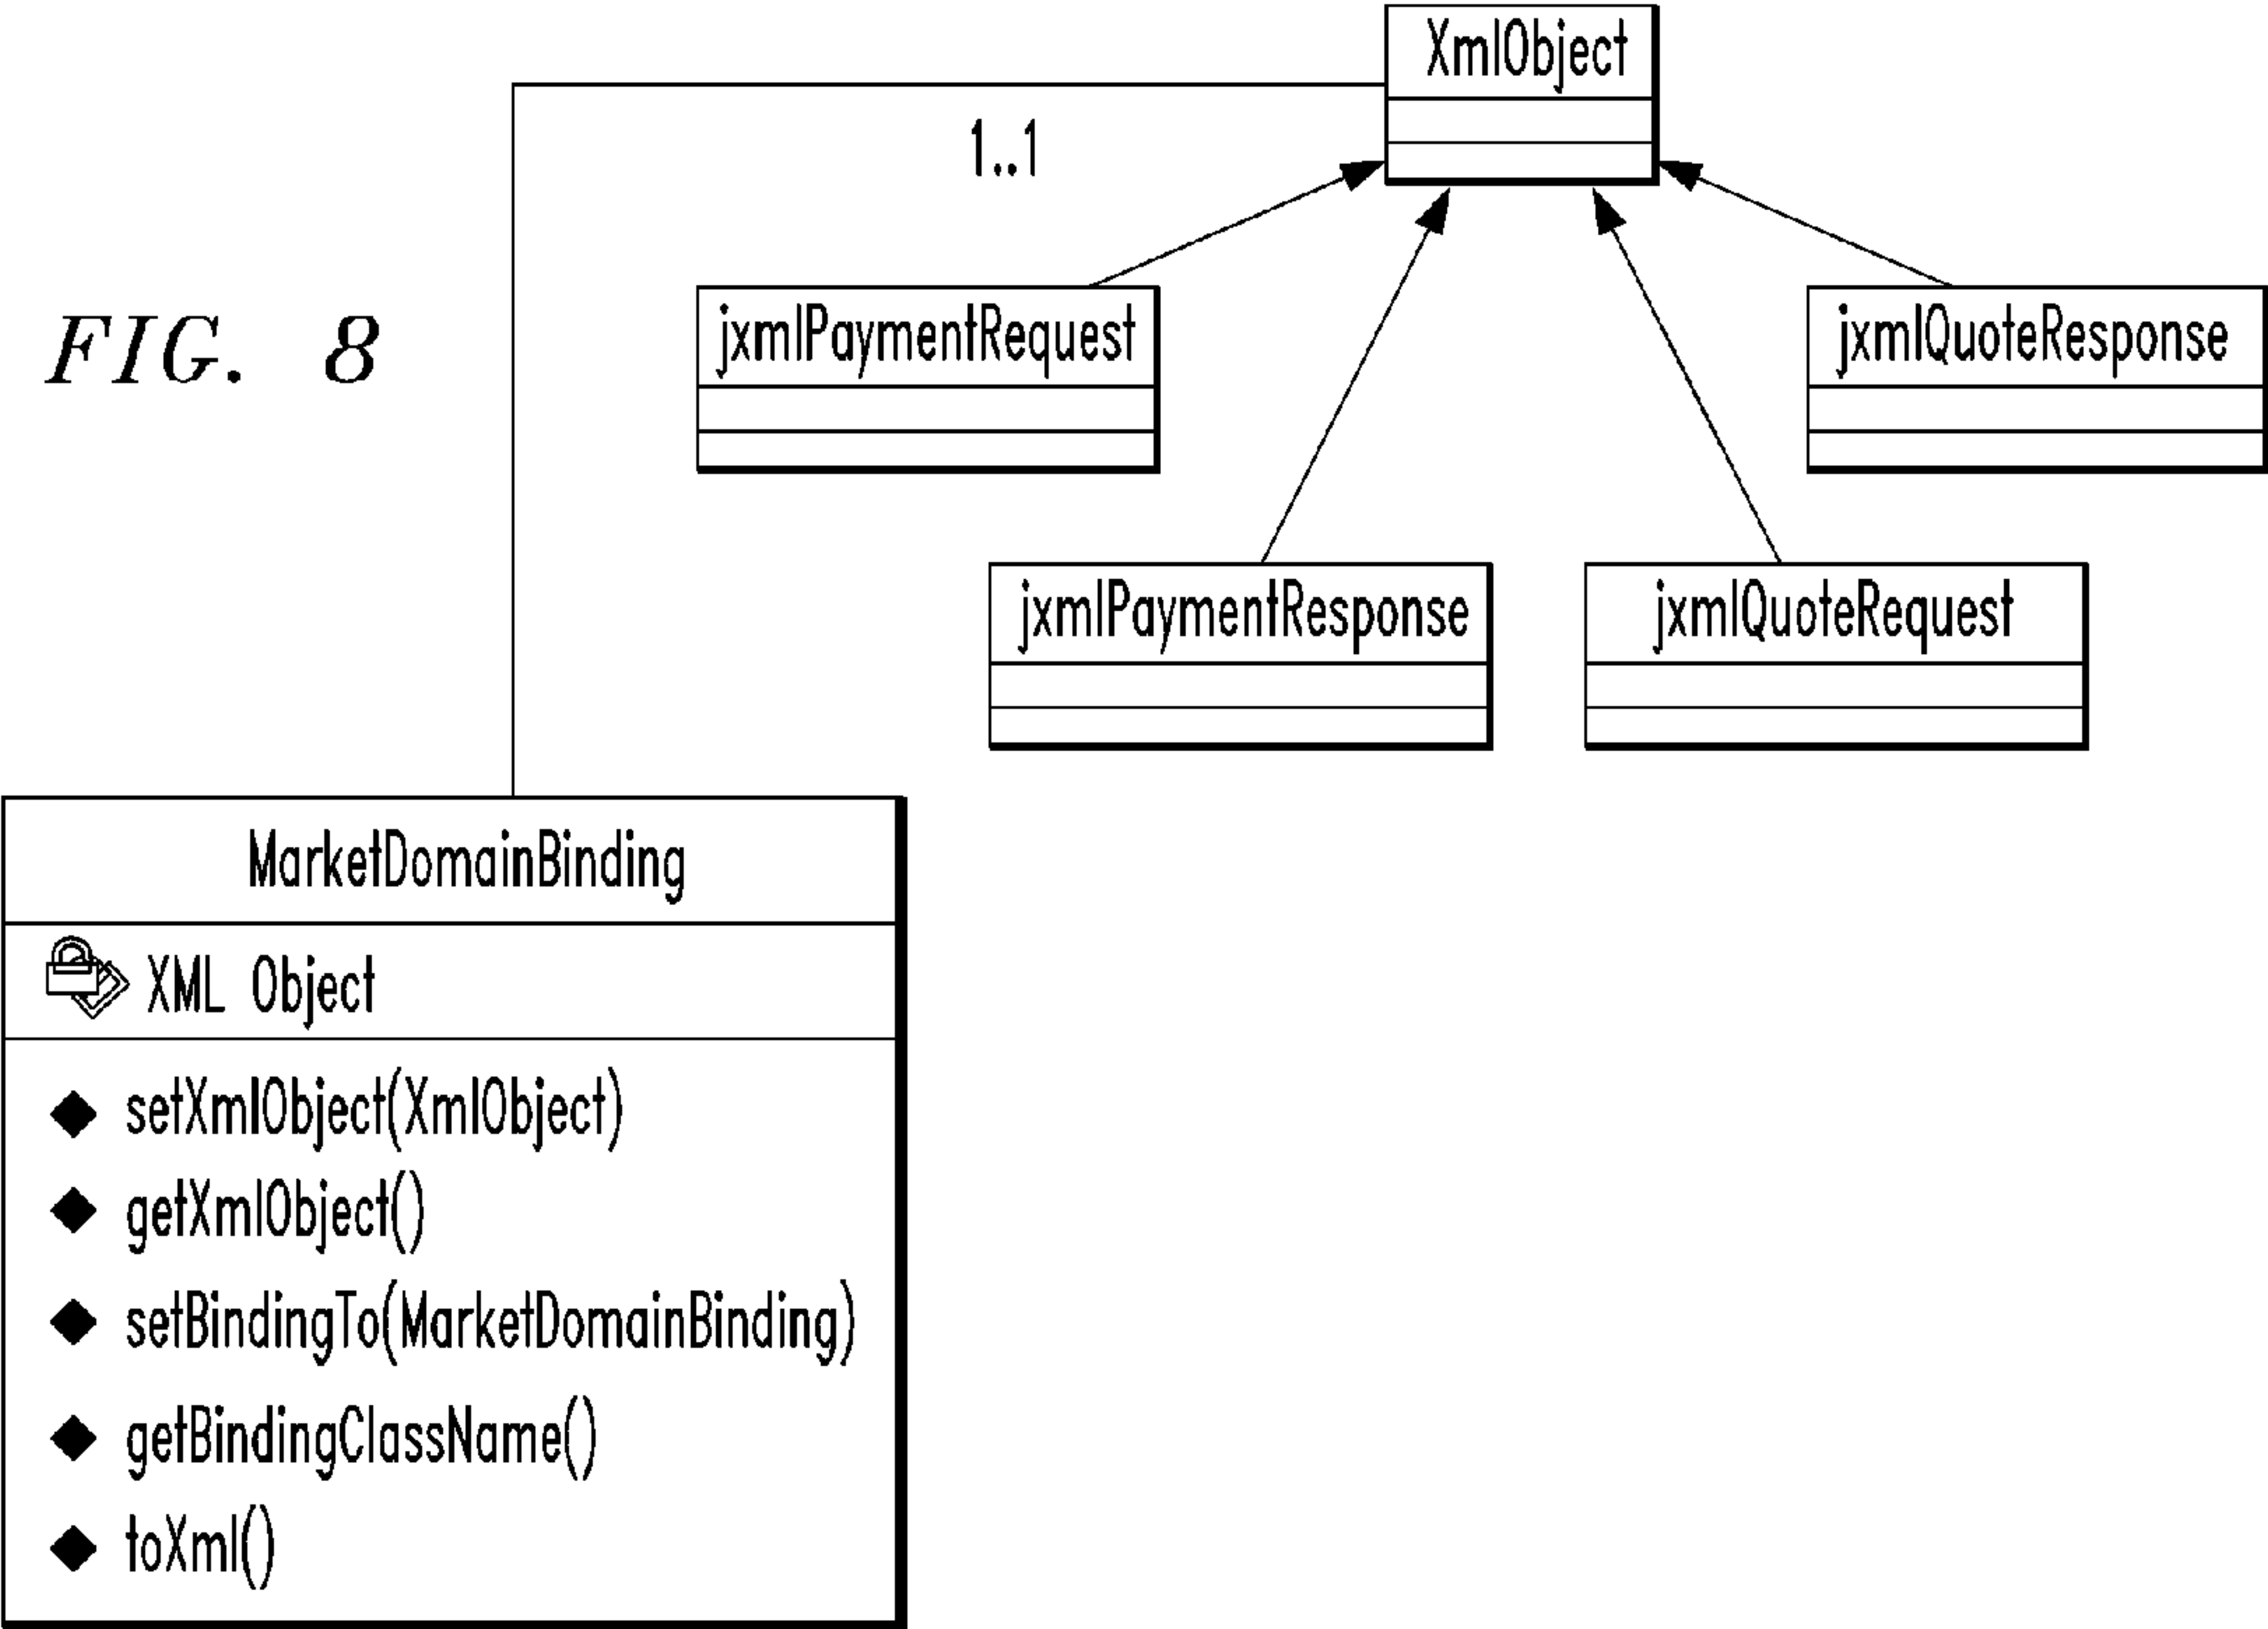 XmlObject
1..1
FIG. 8
jxmlPaymentRequest
jxmlQuoteResponse
jxmlPaymentResponse
jxmlQuoteRequest
MarketDomainBinding
XML Object
setXmlObject(XmlObject)
getXmlObject()
setBindingTo(MarketDomainBinding)
getBindingClassName()
toXml()